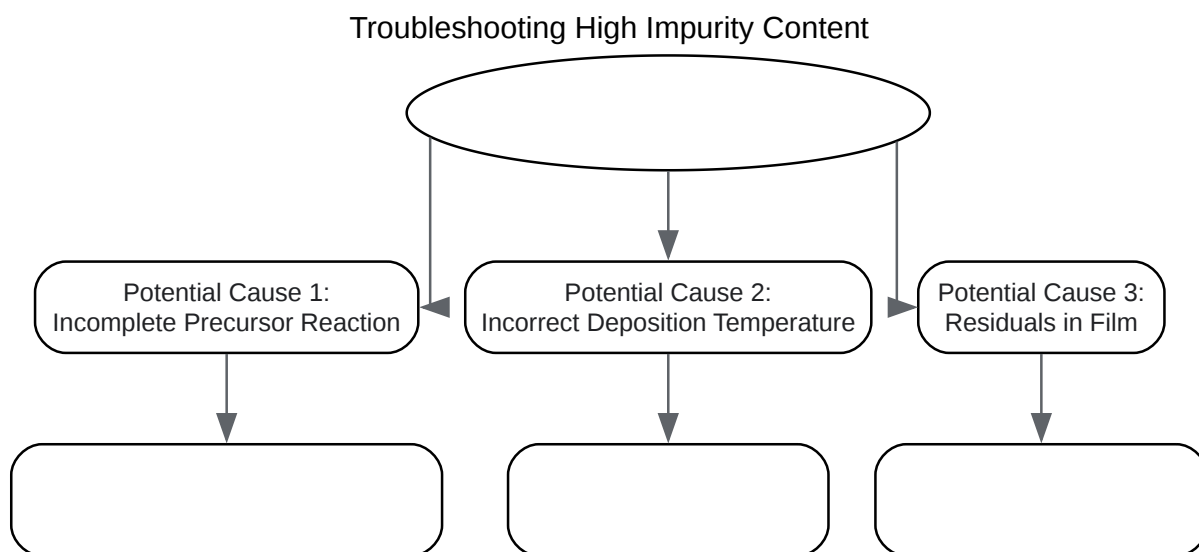 Troubleshooting High Impurity Content
Potential Cause 1:
Incomplete Precursor Reaction
Potential Cause 2:
Incorrect Deposition Temperature
Potential Cause 3:
Residuals in Film